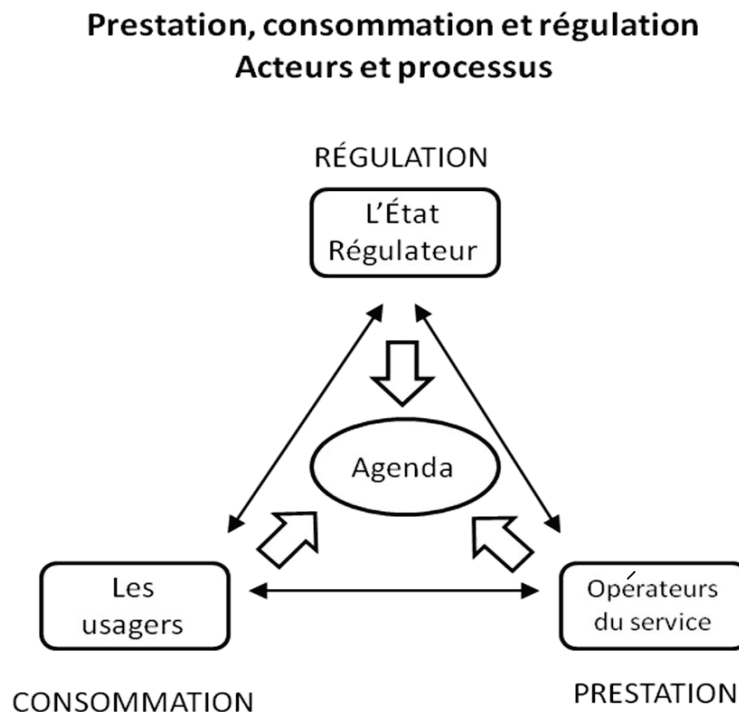 Prestation, consommation et régulation
Acteurs et processus
RÉGULATION
L'État
Régulateur
Agenda
Les
usagers
Opérateurs
du service
CONSOMMATION
PRESTATION